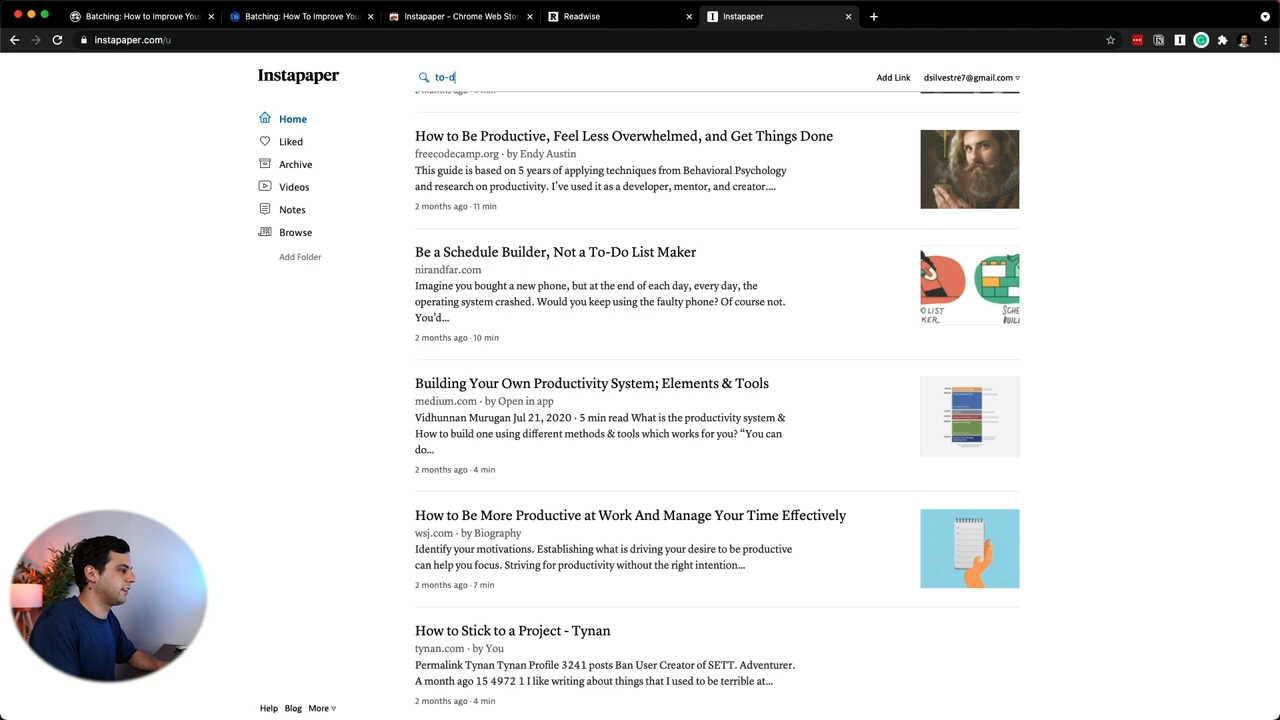 Batching: How to Improve Your
Batching: How To Improve Your
Instapaper - Chrome Web Sto
Readwise
Instapaper
instapaper.com/u
Instapaper
to-d
Add Link
dsilvestre7@gmail.com
Home
Liked
Archive
Videos
Notes
Browse
Add Folder
How to Be Productive, Feel Less Overwhelmed, and Get Things Done
freecodecamp.org · by Endy Austin
This guide is based on 5 years of applying techniques from Behavioral Psychology
and research on productivity. I've used it as a developer, mentor, and creator....
2 months ago · 11 min
Be a Schedule Builder, Not a To-Do List Maker
nirandfar.com
Imagine you bought a new phone, but at the end of each day, every day, the
operating system crashed. Would you keep using the faulty phone? Of course not.
You'd...
2 months ago · 10 min
O LIST
KER
SCHE
BUIL
Building Your Own Productivity System; Elements & Tools
medium.com · by Open in app
Vidhunnan Murugan Jul 21, 2020 · 5 min read What is the productivity system &
How to build one using different methods & tools which works for you? “You can
do...
2 months ago · 4 min
How to Be More Productive at Work And Manage Your Time Effectively
wsj.com · by Biography
Identify your motivations. Establishing what is driving your desire to be productive
can help you focus. Striving for productivity without the right intention...
2 months ago · 7 min
How to Stick to a Project - Tynan
tynan.com · by You
Permalink Tynan Tynan Profile 3241 posts Ban User Creator of SETT. Adventurer.
A month ago 15 4972 1 I like writing about things that I used to be terrible at...
2 months ago · 4 min
Help Blog More